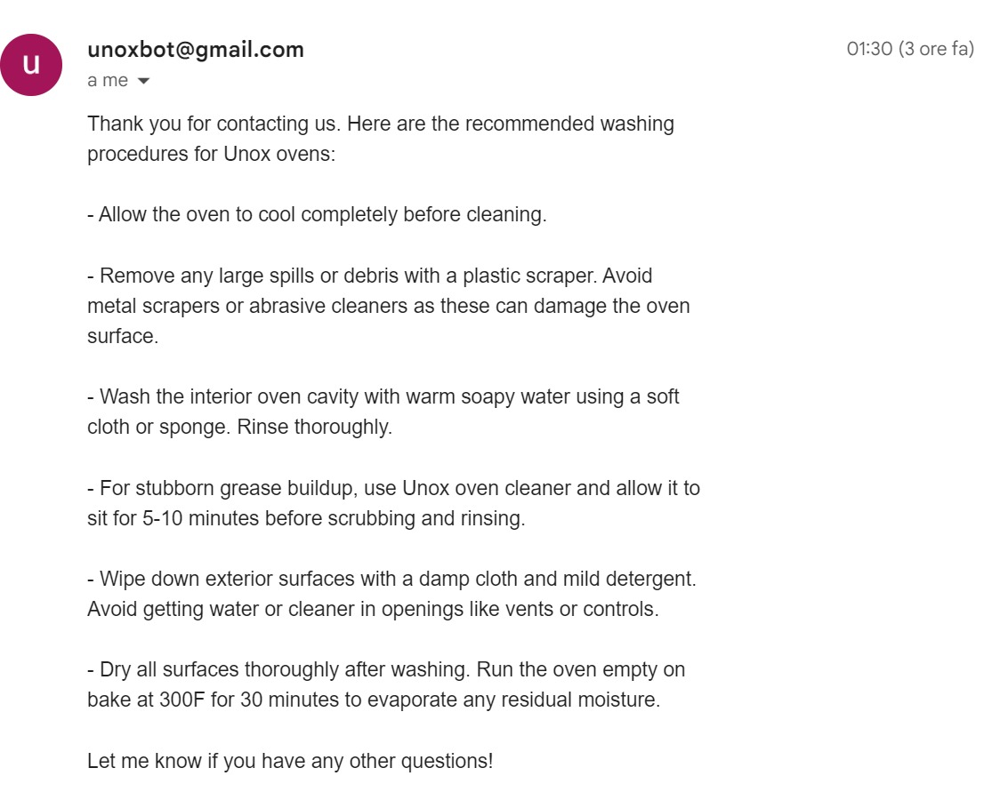 u
unoxbot@gmail.com
01:30 (3 ore fa)
a me
Thank you for contacting us. Here are the recommended washing
procedures for Unox ovens:
- Allow the oven to cool completely before cleaning.
- Remove any large spills or debris with a plastic scraper. Avoid
metal scrapers or abrasive cleaners as these can damage the oven
surface.
- Wash the interior oven cavity with warm soapy water using a soft
cloth or sponge. Rinse thoroughly.
- For stubborn grease buildup, use Unox oven cleaner and allow it to
sit for 5-10 minutes before scrubbing and rinsing.
- Wipe down exterior surfaces with a damp cloth and mild detergent.
Avoid getting water or cleaner in openings like vents or controls.
- Dry all surfaces thoroughly after washing. Run the oven empty on
bake at 300F for 30 minutes to evaporate any residual moisture.
Let me know if you have any other questions!